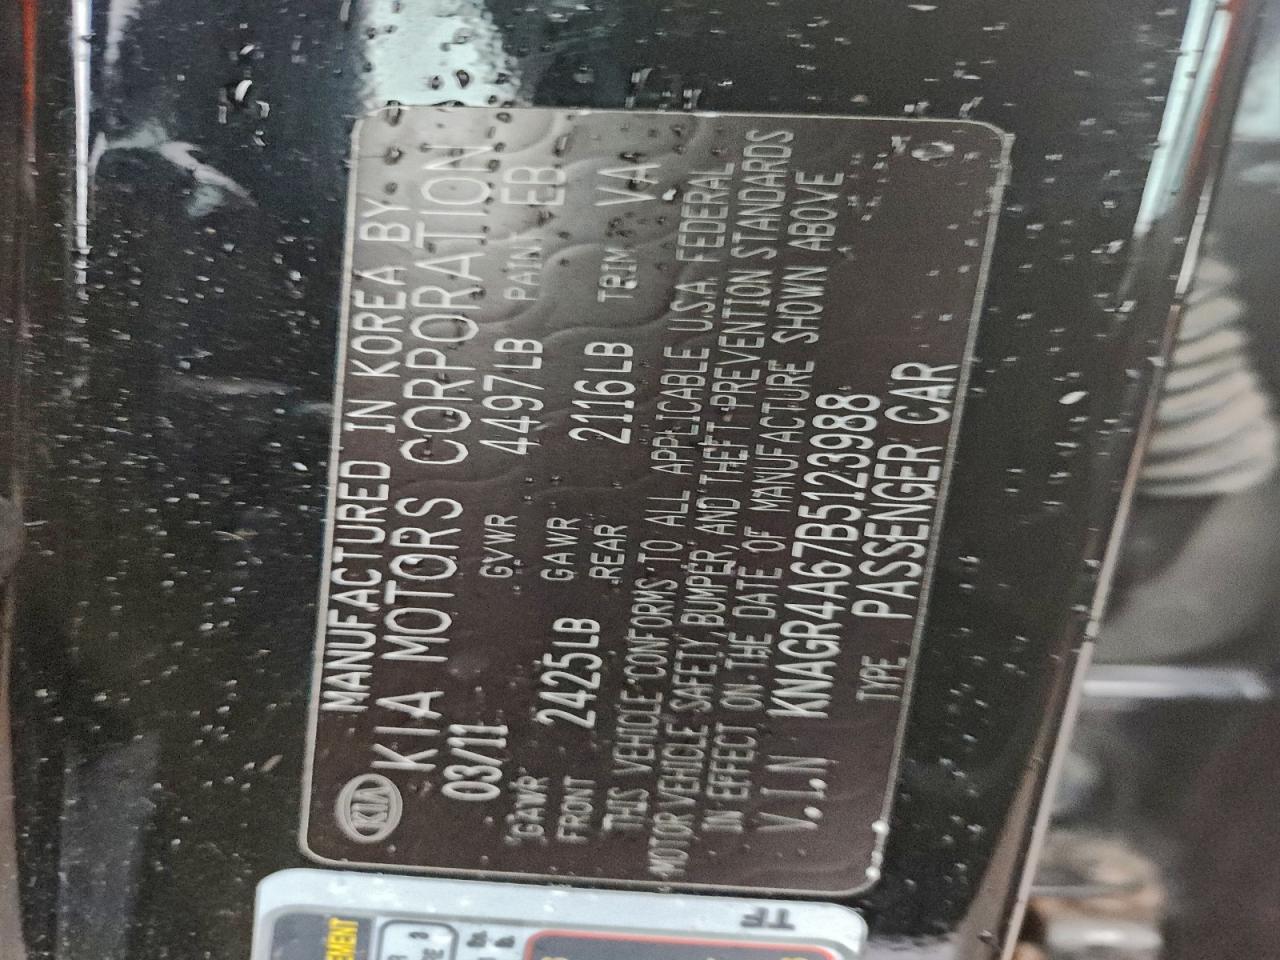 MANUFACTURED IN KOREA BY
KIA KIA MOTORS CORPORATION
03/11 GVWR 4497LB PAINT EB
GAWR FRONT 2425LB GAWR REAR 2116LB TRIM VA
THIS VEHICLE CONFORMS TO ALL APPLICABLE U.S.A FEDERAL
MOTOR VEHICLE SAFETY, BUMPER, AND THEFT PREVENTION STANDARDS
IN EFFECT ON THE DATE OF MANUFACTURE SHOWN ABOVE
V.I.N KNAGR4A67B5123988
TYPE PASSENGER CAR
TF